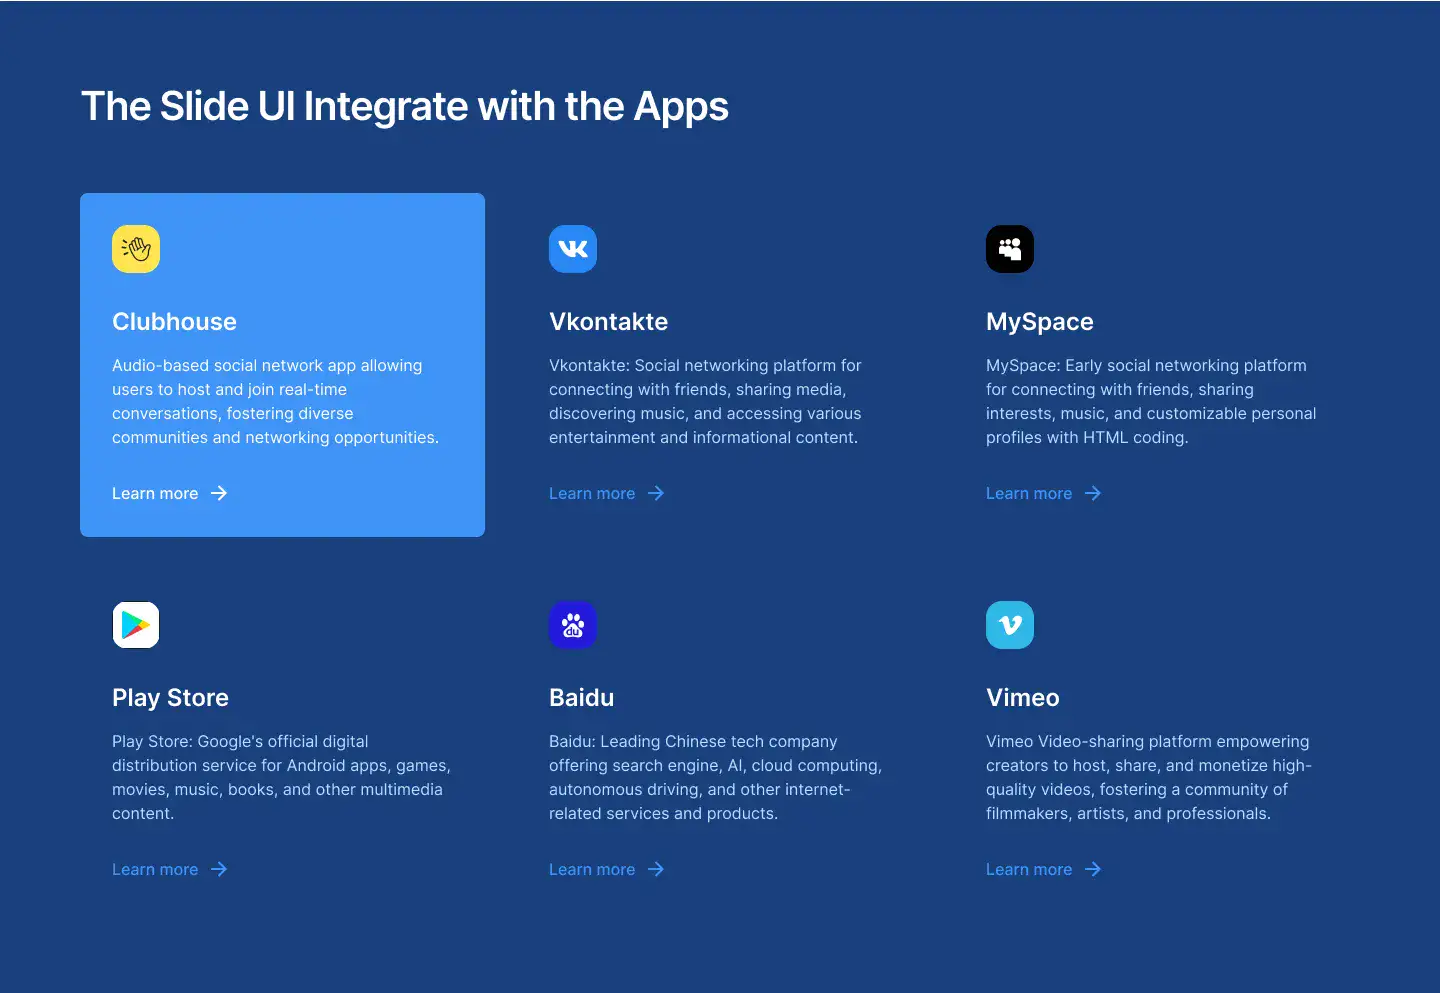 The Slide UI Integrate with the Apps
Clubhouse
Audio-based social network app allowing
users to host and join real-time
conversations, fostering diverse
communities and networking opportunities.
Learn more
Vkontakte
Vkontakte: Social networking platform for
connecting with friends, sharing media,
discovering music, and accessing various
entertainment and informational content.
Learn more
MySpace
MySpace: Early social networking platform
for connecting with friends, sharing
interests, music, and customizable personal
profiles with HTML coding.
Learn more
Play Store
Play Store: Google's official digital
distribution service for Android apps, games,
movies, music, books, and other multimedia
content.
Learn more
du
Baidu
Baidu: Leading Chinese tech company
offering search engine, AI, cloud computing,
autonomous driving, and other internet-
related services and products.
Learn more
Vimeo
Vimeo Video-sharing platform empowering
creators to host, share, and monetize high-
quality videos, fostering a community of
filmmakers, artists, and professionals.
Learn more